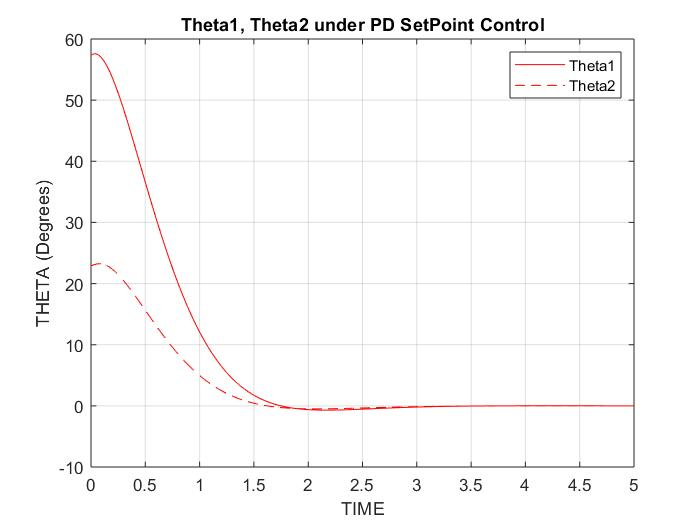 Theta1, Theta2 under PD SetPoint Control
Theta1
Theta2
60
50
40
30
20
10
0
-10
THETA (Degrees)
0 0.5 1 1.5 2 2.5 3 3.5 4 4.5 5
TIME